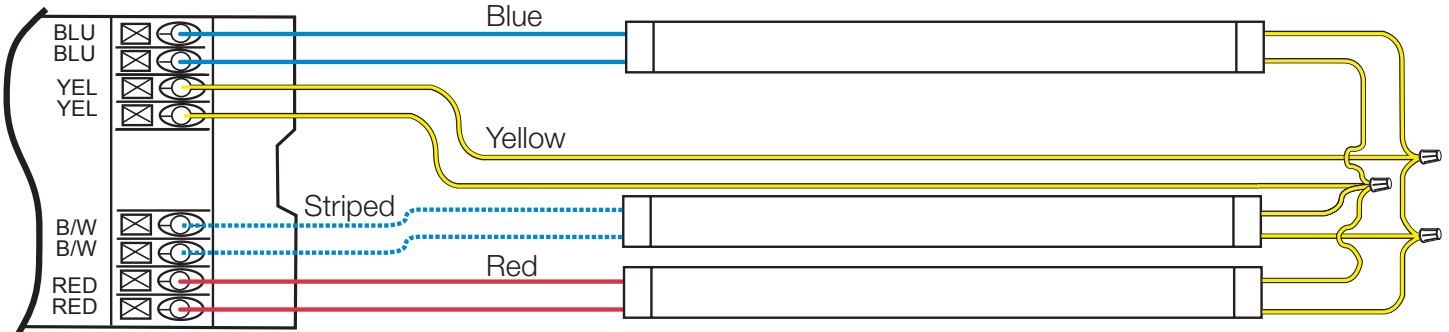 BLU
BLU
YEL
YEL
B/W
B/W
RED
RED
Blue
Yellow
Striped
Red